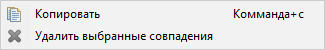 Копировать Комманда+с
Удалить выбранные совпадения